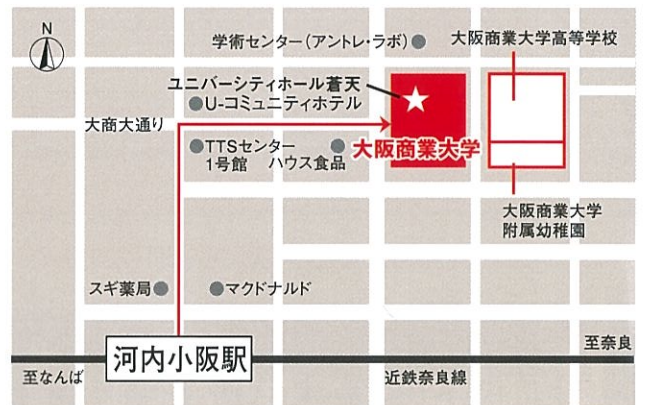 N
学術センター(アントレ・ラボ)
大阪商業大学高等学校
ユニバーシティホール蒼天
U-コミュニティホテル
大商大通り
TTSセンター
1号館
ハウス食品
大阪商業大学
大阪商業大学
附属幼稚園
スギ薬局
マクドナルド
河内小阪駅
至奈良
至なんば
近鉄奈良線